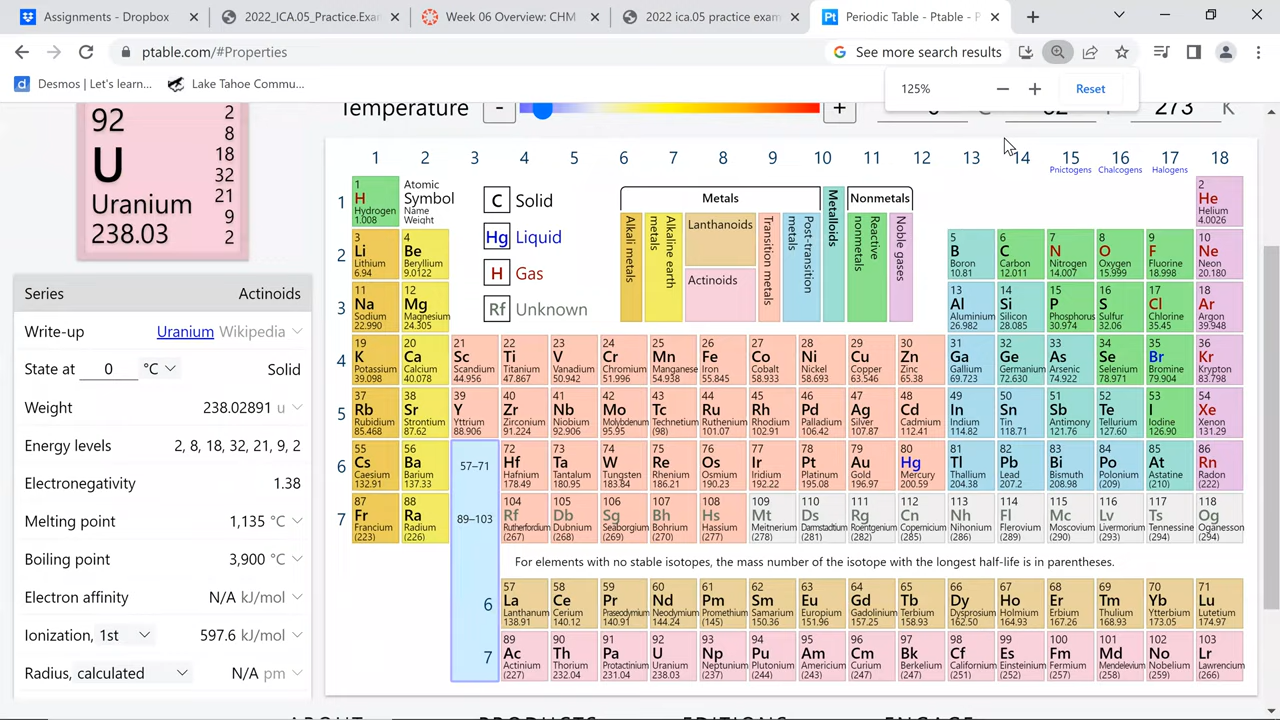 Assignments - Dropbox
2022_ICA.05_Practice.Exan
Week 06 Overview: CHM
2022 ica.05 practice exam
Periodic Table - Ptable - P
ptable.com/#Properties
See more search results
Desmos | Let's learn...
Lake Tahoe Commu...
125%
Reset
Temperature - + C F 273 K
92
U
Uranium
238.03
2
8
18
32
21
9
2
Series Actinoids
Write-up Uranium Wikipedia
State at 0 °C Solid
Weight 238.02891 u
Energy levels 2, 8, 18, 32, 21, 9, 2
Electronegativity 1.38
Melting point 1,135 °C
Boiling point 3,900 °C
Electron affinity N/A kJ/mol
Ionization, 1st 597.6 kJ/mol
Radius, calculated N/A pm
1 2 3 4 5 6 7 8 9 10 11 12 13 14 15 16 17 18
Pnictogens Chalcogens Halogens
Atomic
Symbol
Name
Weight
C Solid
Hg Liquid
H Gas
Rf Unknown
Metals
Metalloids
Nonmetals
Alkali metals
Alkaline earth metals
Lanthanoids
Actinoids
Transition metals
Post-transition metals
Reactive nonmetals
Noble gases
1
1 H Hydrogen 1.008
2 He Helium 4.0026
2
3 Li Lithium 6.94
4 Be Beryllium 9.0122
5 B Boron 10.81
6 C Carbon 12.011
7 N Nitrogen 14.007
8 O Oxygen 15.999
9 F Fluorine 18.998
10 Ne Neon 20.180
3
11 Na Sodium 22.990
12 Mg Magnesium 24.305
13 Al Aluminium 26.982
14 Si Silicon 28.085
15 P Phosphorus 30.974
16 S Sulfur 32.06
17 Cl Chlorine 35.45
18 Ar Argon 39.948
4
19 K Potassium 39.098
20 Ca Calcium 40.078
21 Sc Scandium 44.956
22 Ti Titanium 47.867
23 V Vanadium 50.942
24 Cr Chromium 51.996
25 Mn Manganese 54.938
26 Fe Iron 55.845
27 Co Cobalt 58.933
28 Ni Nickel 58.693
29 Cu Copper 63.546
30 Zn Zinc 65.38
31 Ga Gallium 69.723
32 Ge Germanium 72.630
33 As Arsenic 74.922
34 Se Selenium 78.971
35 Br Bromine 79.904
36 Kr Krypton 83.798
5
37 Rb Rubidium 85.468
38 Sr Strontium 87.62
39 Y Yttrium 88.906
40 Zr Zirconium 91.224
41 Nb Niobium 92.906
42 Mo Molybdenum 95.95
43 Tc Technetium (98)
44 Ru Ruthenium 101.07
45 Rh Rhodium 102.91
46 Pd Palladium 106.42
47 Ag Silver 107.87
48 Cd Cadmium 112.41
49 In Indium 114.82
50 Sn Tin 118.71
51 Sb Antimony 121.76
52 Te Tellurium 127.60
53 I Iodine 126.90
54 Xe Xenon 131.29
6
55 Cs Caesium 132.91
56 Ba Barium 137.33
57–71
72 Hf Hafnium 178.49
73 Ta Tantalum 180.95
74 W Tungsten 183.84
75 Re Rhenium 186.21
76 Os Osmium 190.23
77 Ir Iridium 192.22
78 Pt Platinum 195.08
79 Au Gold 196.97
80 Hg Mercury 200.59
81 Tl Thallium 204.38
82 Pb Lead 207.2
83 Bi Bismuth 208.98
84 Po Polonium (209)
85 At Astatine (210)
86 Rn Radon (222)
7
87 Fr Francium (223)
88 Ra Radium (226)
89–103
104 Rf Rutherfordium (267)
105 Db Dubnium (268)
106 Sg Seaborgium (269)
107 Bh Bohrium (270)
108 Hs Hassium (277)
109 Mt Meitnerium (278)
110 Ds Darmstadtium (281)
111 Rg Roentgenium (282)
112 Cn Copernicium (285)
113 Nh Nihonium (286)
114 Fl Flerovium (289)
115 Mc Moscovium (290)
116 Lv Livermorium (293)
117 Ts Tennessine (294)
118 Og Oganesson (294)
For elements with no stable isotopes, the mass number of the isotope with the longest half-life is in parentheses.
6
57 La Lanthanum 138.91
58 Ce Cerium 140.12
59 Pr Praseodymium 140.91
60 Nd Neodymium 144.24
61 Pm Promethium (145)
62 Sm Samarium 150.36
63 Eu Europium 151.96
64 Gd Gadolinium 157.25
65 Tb Terbium 158.93
66 Dy Dysprosium 162.50
67 Ho Holmium 164.93
68 Er Erbium 167.26
69 Tm Thulium 168.93
70 Yb Ytterbium 173.05
71 Lu Lutetium 174.97
7
89 Ac Actinium (227)
90 Th Thorium 232.04
91 Pa Protactinium 231.04
92 U Uranium 238.03
93 Np Neptunium (237)
94 Pu Plutonium (244)
95 Am Americium (243)
96 Cm Curium (247)
97 Bk Berkelium (247)
98 Cf Californium (251)
99 Es Einsteinium (252)
100 Fm Fermium (257)
101 Md Mendelevium (258)
102 No Nobelium (259)
103 Lr Lawrencium (266)
ABOUT PRODUCTS EDITIONS ENGAGE